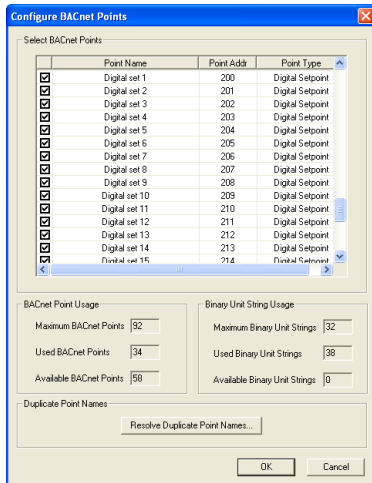 Configure BACnet Points
Select BACnet Points
Point Name Point Addr Point Type
Digital set 1 200 Digital Setpoint
Digital set 2 201 Digital Setpoint
Digital set 3 202 Digital Setpoint
Digital set 4 203 Digital Setpoint
Digital set 5 204 Digital Setpoint
Digital set 6 205 Digital Setpoint
Digital set 7 206 Digital Setpoint
Digital set 8 207 Digital Setpoint
Digital set 9 208 Digital Setpoint
Digital set 10 209 Digital Setpoint
Digital set 11 210 Digital Setpoint
Digital set 12 211 Digital Setpoint
Digital set 13 212 Digital Setpoint
Digital set 14 213 Digital Setpoint
Digital set 15 214 Digital Setpoint
BACnet Point Usage
Maximum BACnet Points 92
Used BACnet Points 34
Available BACnet Points 58
Binary Unit String Usage
Maximum Binary Unit Strings 32
Used Binary Unit Strings 38
Available Binary Unit Strings 0
Duplicate Point Names
Resolve Duplicate Point Names...
OK Cancel